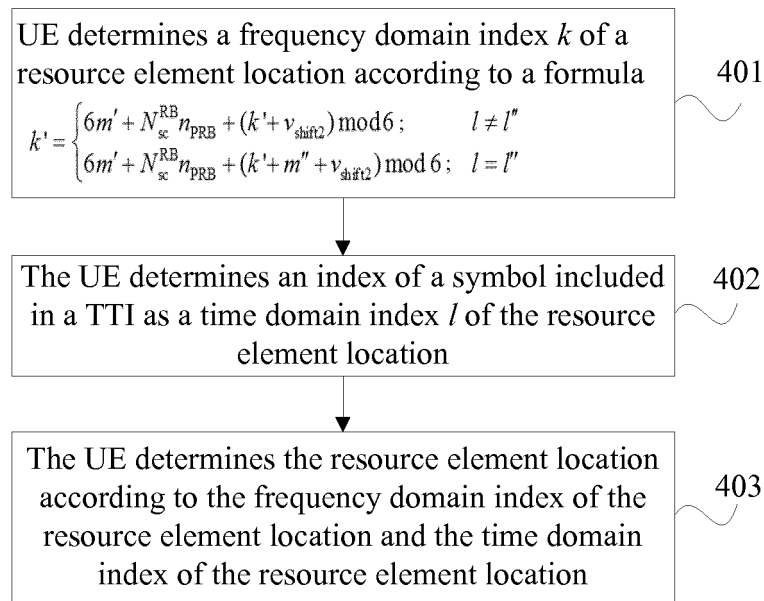 UE determines a frequency domain index k of a
resource element location according to a formula
401
k' = { 6m' + N_sc^RB n_PRB + (k' + v_shift2) mod 6 ; l ≠ l''
6m' + N_sc^RB n_PRB + (k' + m'' + v_shift2) mod 6 ; l = l''
The UE determines an index of a symbol included
in a TTI as a time domain index l of the resource
element location
402
The UE determines the resource element location
according to the frequency domain index of the
resource element location and the time domain
index of the resource element location
403